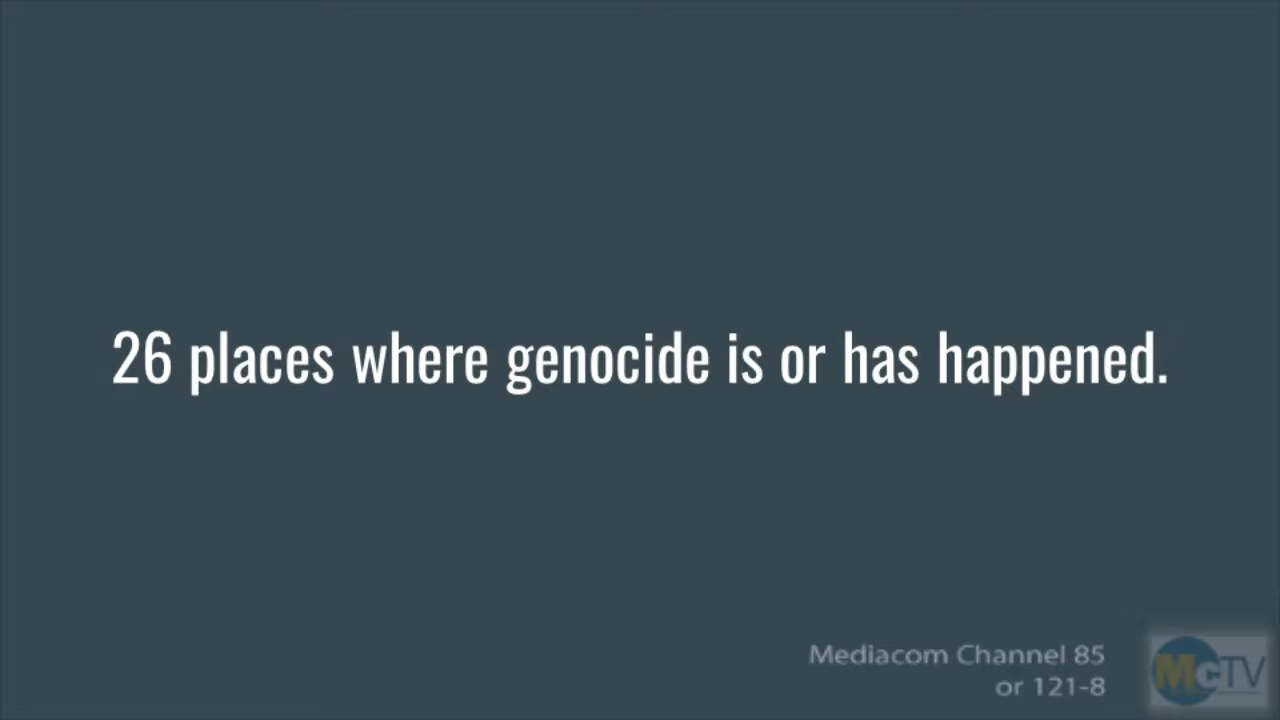 26 places where genocide is or has happened.
Mediacom Channel 85
or 121-8
McTV